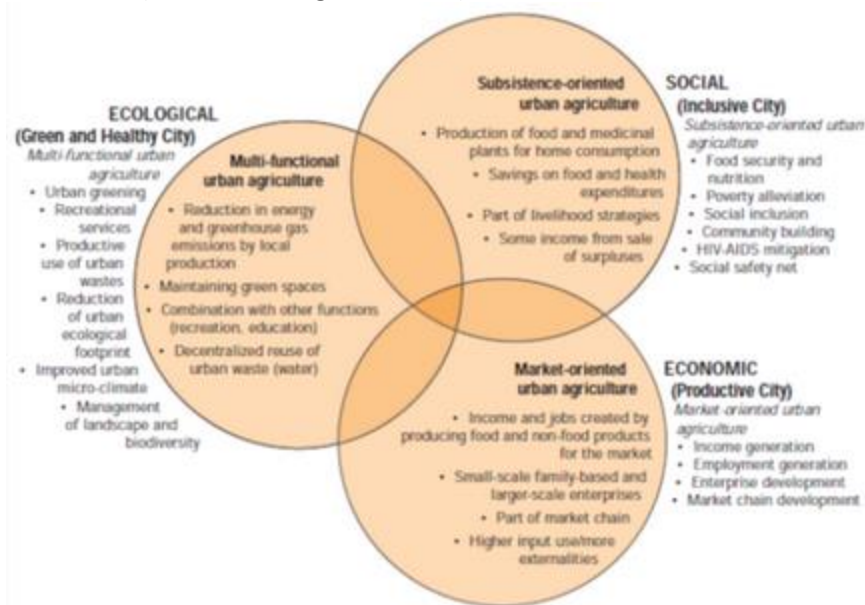 ECOLOGICAL
(Green and Healthy City)
Multi-functional urban
agriculture
• Urban greening
• Recreational
services
• Productive
use of urban
wastes
• Reduction
of urban
ecological
footprint
• Improved urban
micro-climate
• Management
of landscape and
biodiversity
Multi-functional
urban agriculture
• Reduction in energy
and greenhouse gas
emissions by local
production
• Maintaining green spaces
• Combination with other functions
(recreation, education)
• Decentralized reuse of
urban waste (water)
Subsistence-oriented
urban agriculture
• Production of food and medicinal
plants for home consumption
• Savings on food and health
expenditures
• Part of livelihood strategies
• Some income from sale
of surpluses
SOCIAL
(Inclusive City)
Subsistence-oriented urban
agriculture
• Food security and
nutrition
• Poverty alleviation
• Social inclusion
• Community building
• HIV-AIDS mitigation
• Social safety net
Market-oriented
urban agriculture
• Income and jobs created by
producing food and non-food products
for the market
• Small-scale family-based and
larger-scale enterprises
• Part of market chain
• Higher input use/more
externalities
ECONOMIC
(Productive City)
Market-oriented urban
agriculture
• Income generation
• Employment generation
• Enterprise development
• Market chain development